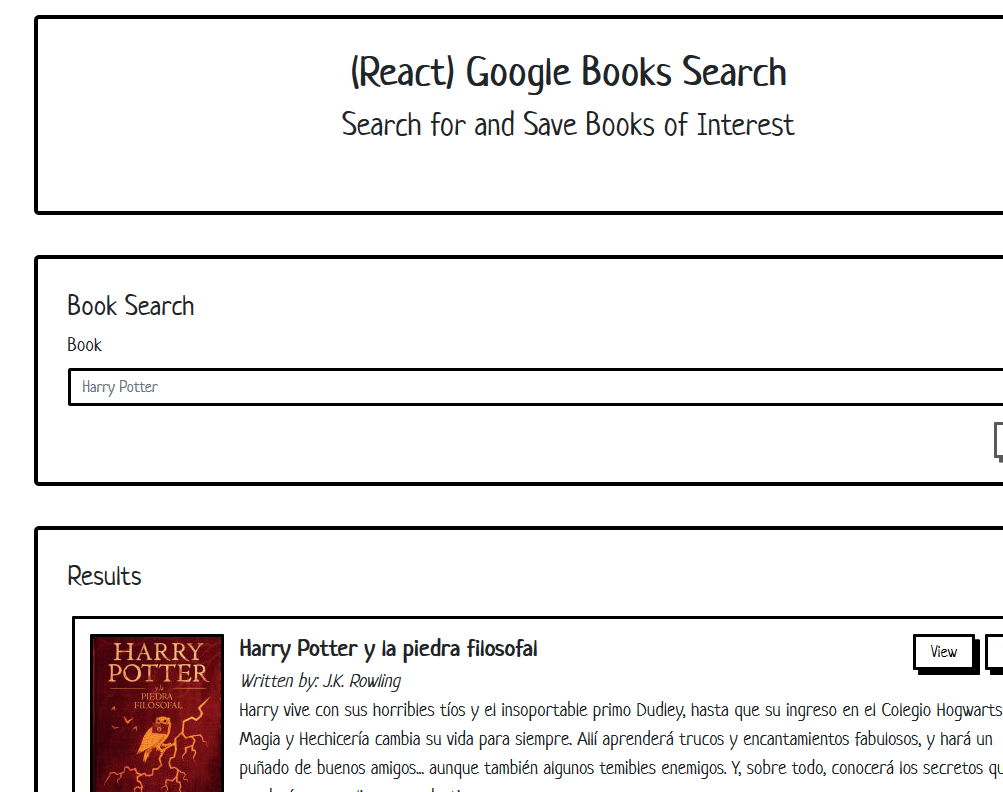 (React) Google Books Search
Search for and Save Books of Interest
Book Search
Book
Harry Potter
Results
HARRY
POTTER
y la
PIEDRA
FILOSOFAL
Harry Potter y la piedra filosofal
View
Written by: J.K. Rowling
Harry vive con sus horribles tíos y el insoportable primo Dudley, hasta que su ingreso en el Colegio Hogwarts
Magia y Hechicería cambia su vida para siempre. Allí aprenderá trucos y encantamientos fabulosos, y hará un
puñado de buenos amigos... aunque también algunos temibles enemigos. Y, sobre todo, conocerá los secretos